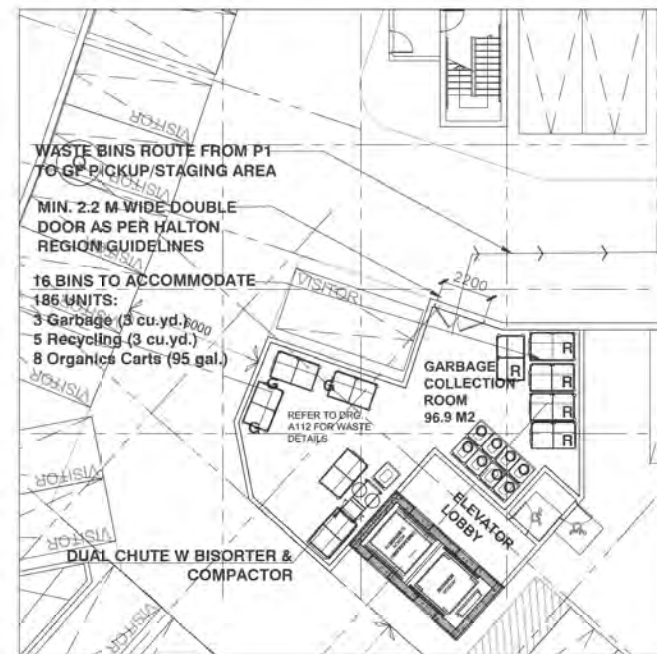 VISITOR
WASTE BINS ROUTE FROM P1
TO GF PICKUP/STAGING AREA
VISITOR
MIN. 2.2 M WIDE DOUBLE
DOOR AS PER HALTON
REGION GUIDELINES
VISITOR
16 BINS TO ACCOMMODATE
186 UNITS:
3 Garbage (3 cu.yd.)
5 Recycling (3 cu.yd.)
8 Organics Carts (95 gal.)
6000
VISITOR
2200
GARBAGE
COLLECTION
ROOM
96.9 M2
R
R
R
R
R
REFER TO DRG.
A112 FOR WASTE
DETAILS
VISITOR
VISITOR
ELEVATOR
LOBBY
VISITOR
DUAL CHUTE W BISORTER &
COMPACTOR